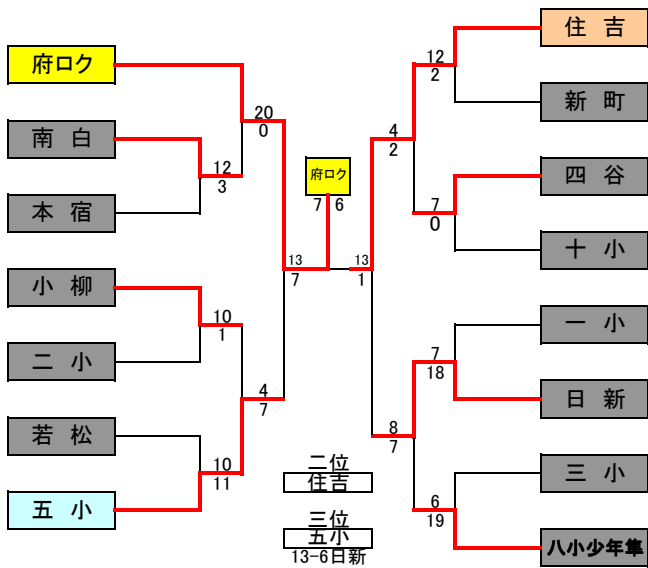 府ロク
南 白
本 宿
小 柳
二 小
若 松
五 小
12
3
10
1
10
11
20
0
4
7
13
7
府ロク
7 6
13
1
4
2
8
7
12
2
7
0
7
18
6
19
住 吉
新 町
四 谷
十 小
一 小
日 新
三 小
八小少年隼
二位
住吉
三位
五小
13-6日新